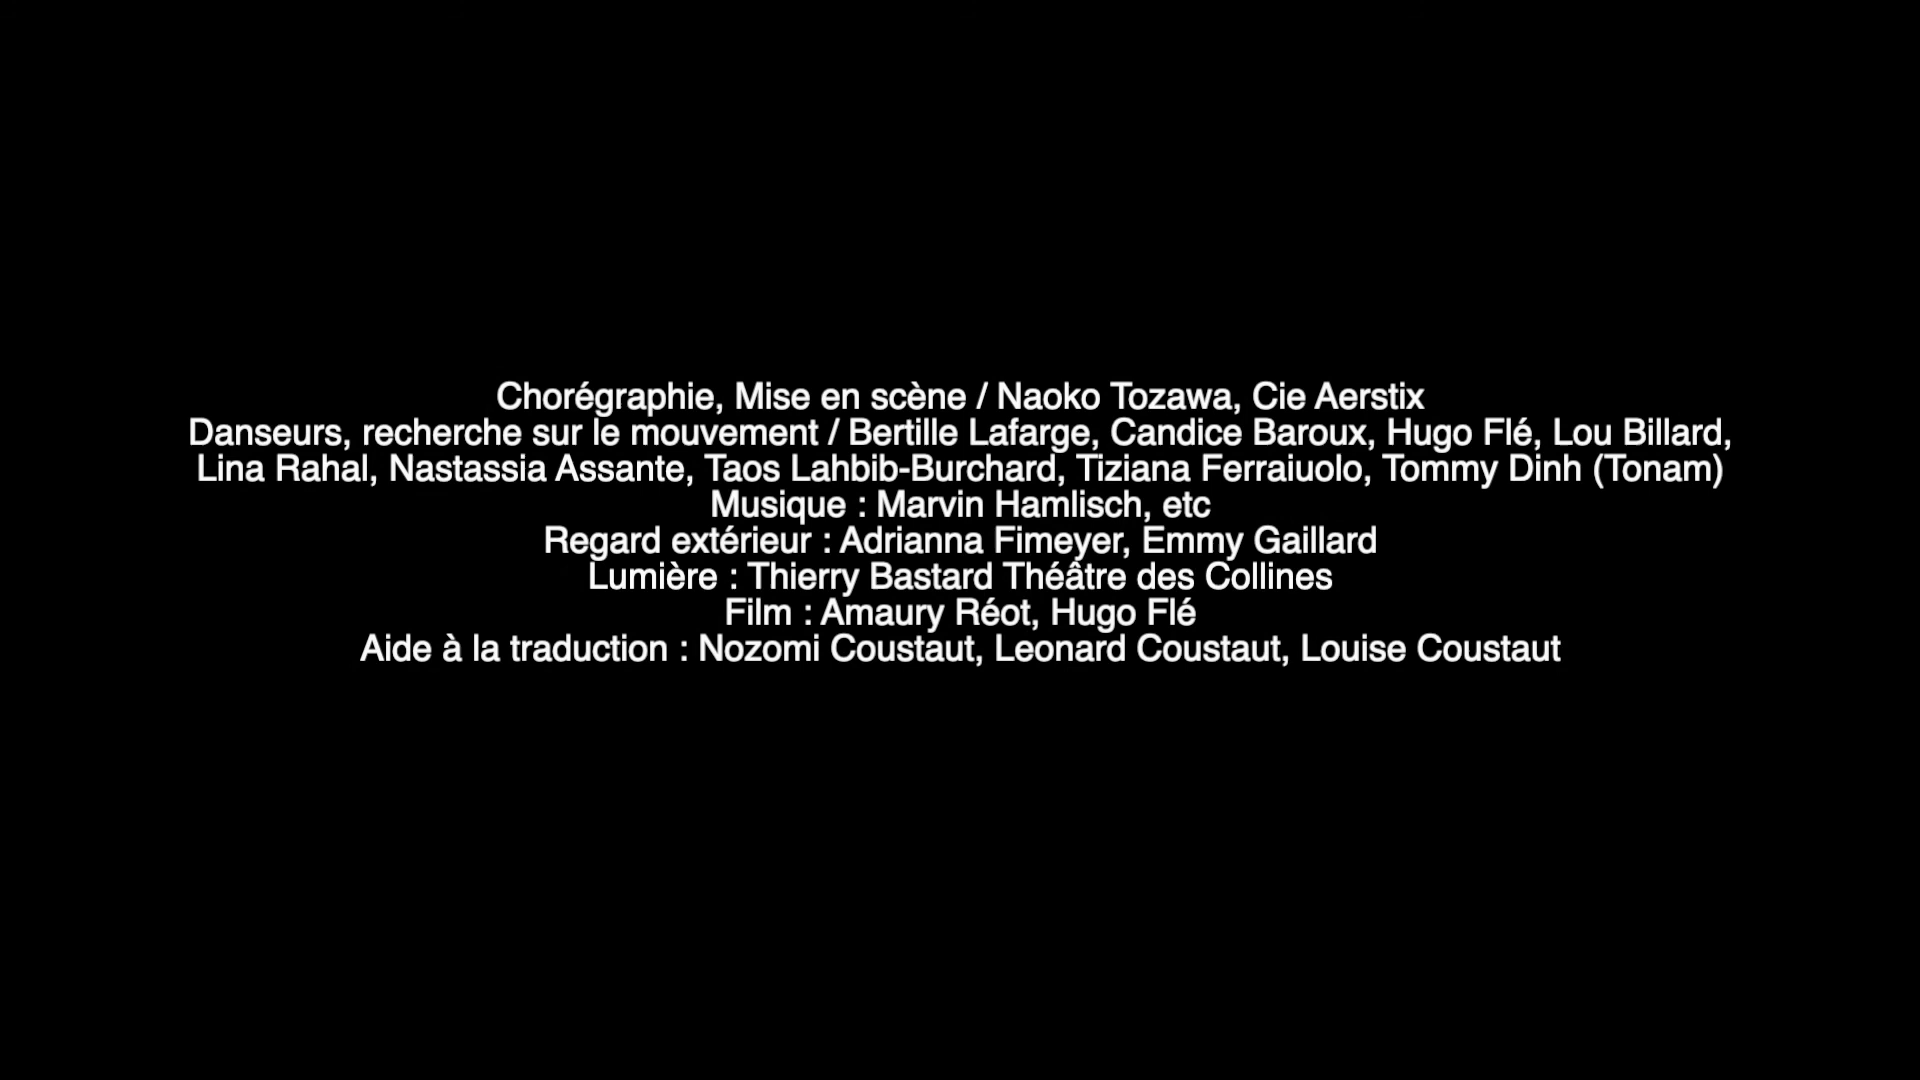 Chorégraphie, Mise en scène / Naoko Tozawa, Cie Aerstix
Danseurs, recherche sur le mouvement / Bertille Lafarge, Candice Baroux, Hugo Flé, Lou Billard,
Lina Rahal, Nastassia Assante, Taos Lahbib-Burchard, Tiziana Ferraiuolo, Tommy Dinh (Tonam)
Musique : Marvin Hamlisch, etc
Regard extérieur : Adrianna Fimeyer, Emmy Gaillard
Lumière : Thierry Bastard Théâtre des Collines
Film : Amaury Réot, Hugo Flé
Aide à la traduction : Nozomi Coustaut, Leonard Coustaut, Louise Coustaut